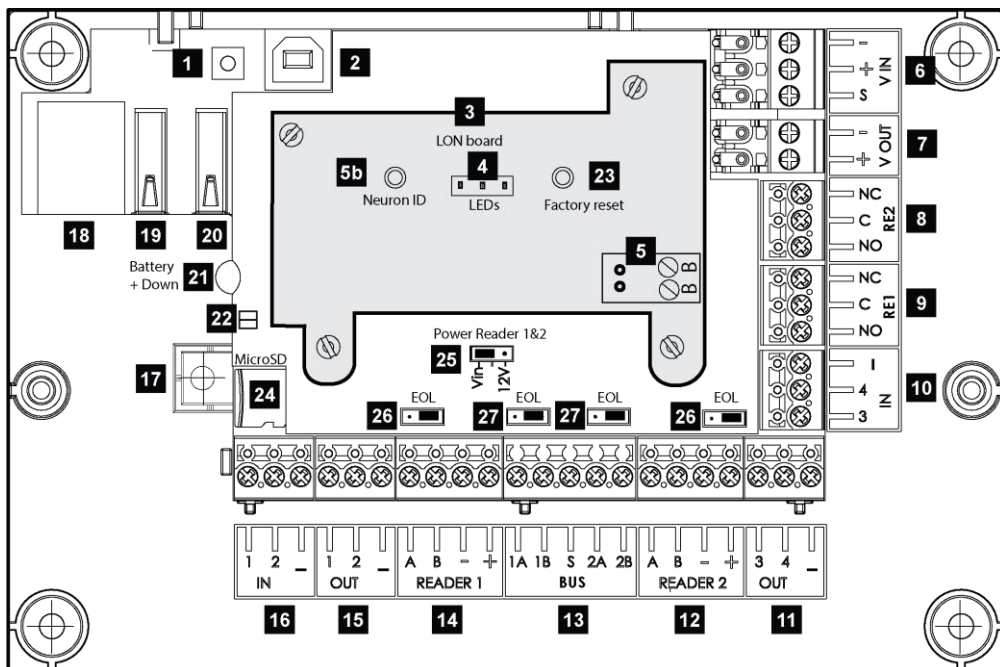 1
2
3
LON board
5b
4
23
Neuron ID
LEDs
Factory reset
5
B
B
- + S
V IN
6
- +
V OUT
7
NC
C
NO
RE2
8
NC
C
NO
RE1
9
I
4
3
IN
10
18
19
20
Battery
+ Down
21
22
17
MicroSD
24
Power Reader 1&2
25
Vin
12V
EOL
26
EOL
27
EOL
27
EOL
26
1 2 -
IN
16
1 2 -
OUT
15
A B - +
READER 1
14
1A 1B S 2A 2B
BUS
13
A B - +
READER 2
12
3 4 -
OUT
11